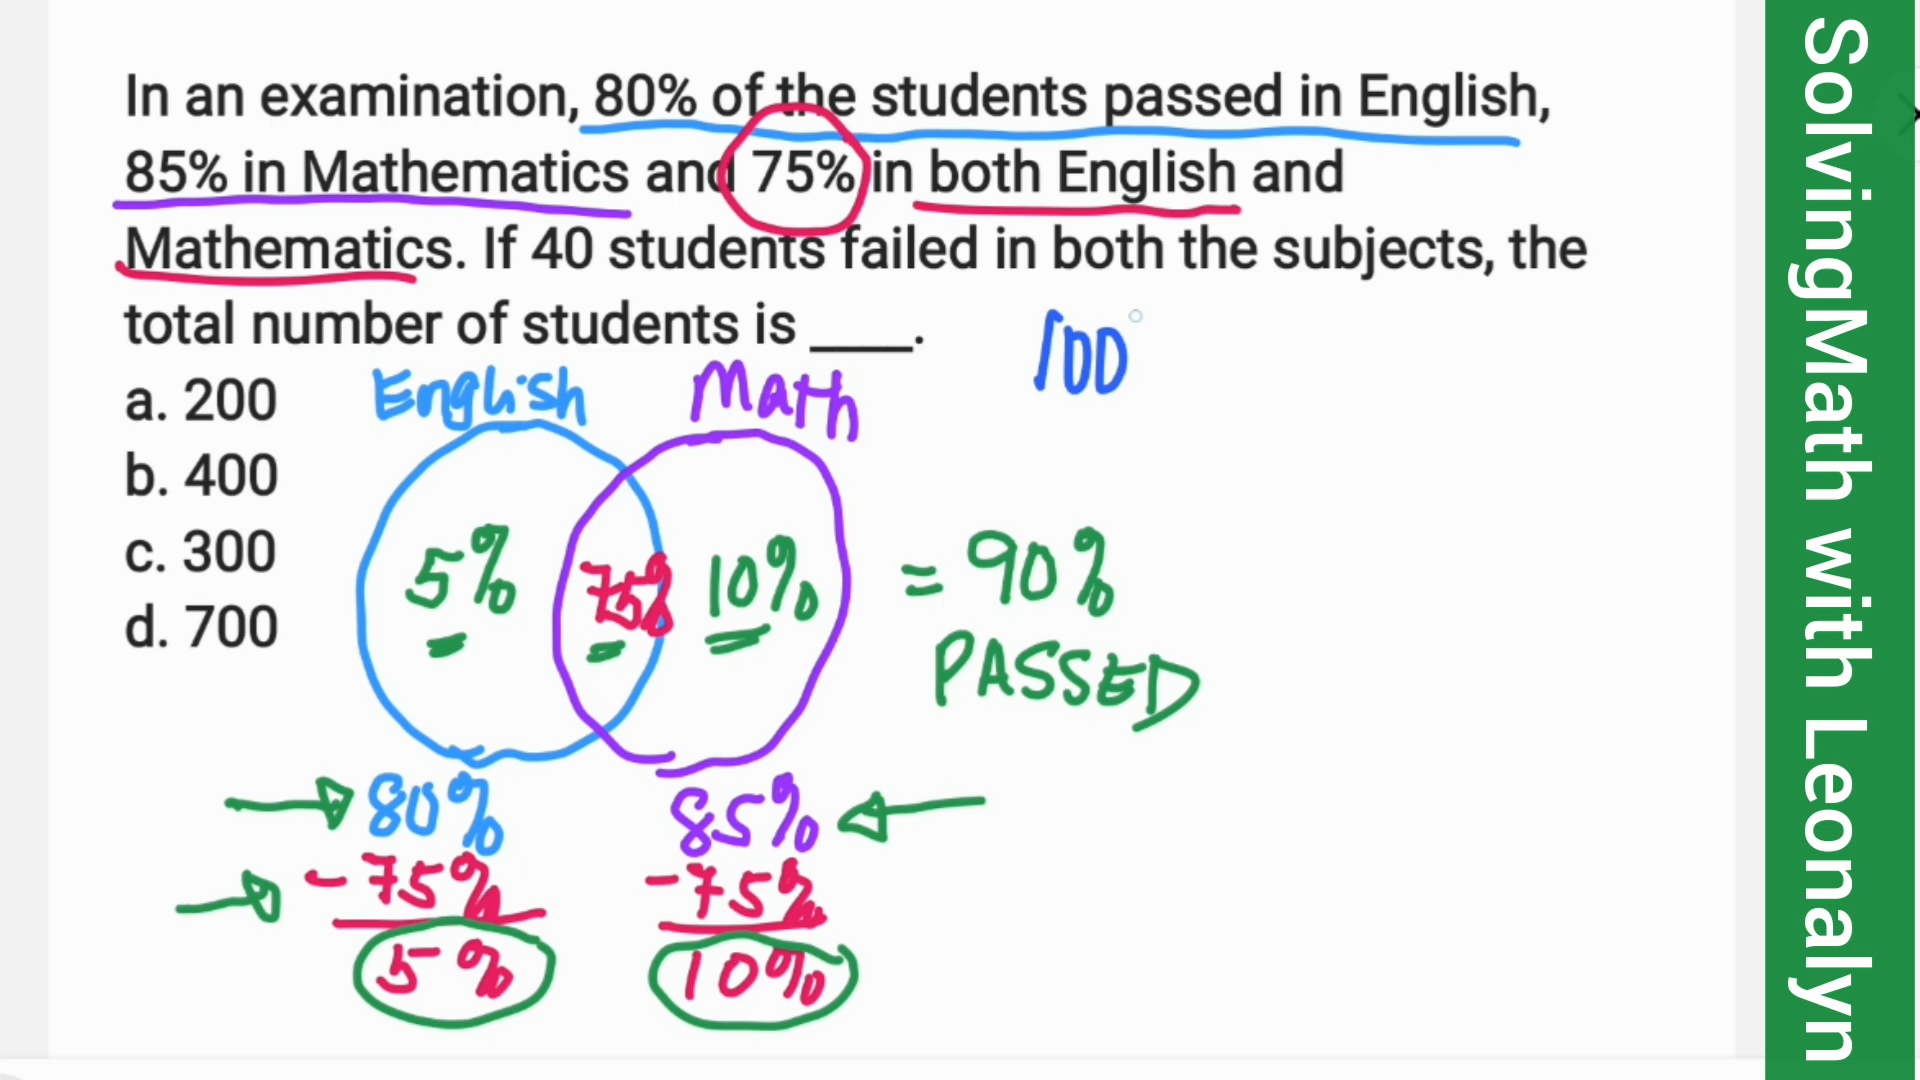 In an examination, 80% of the students passed in English,
85% in Mathematics and 75% in both English and
Mathematics. If 40 students failed in both the subjects, the
total number of students is ____.
100
a. 200
b. 400
c. 300
d. 700
English Math
5% 75% 10% = 90%
PASSED
80% 85%
-75% -75%
5% 10%
SolvingMath with Leonalyn